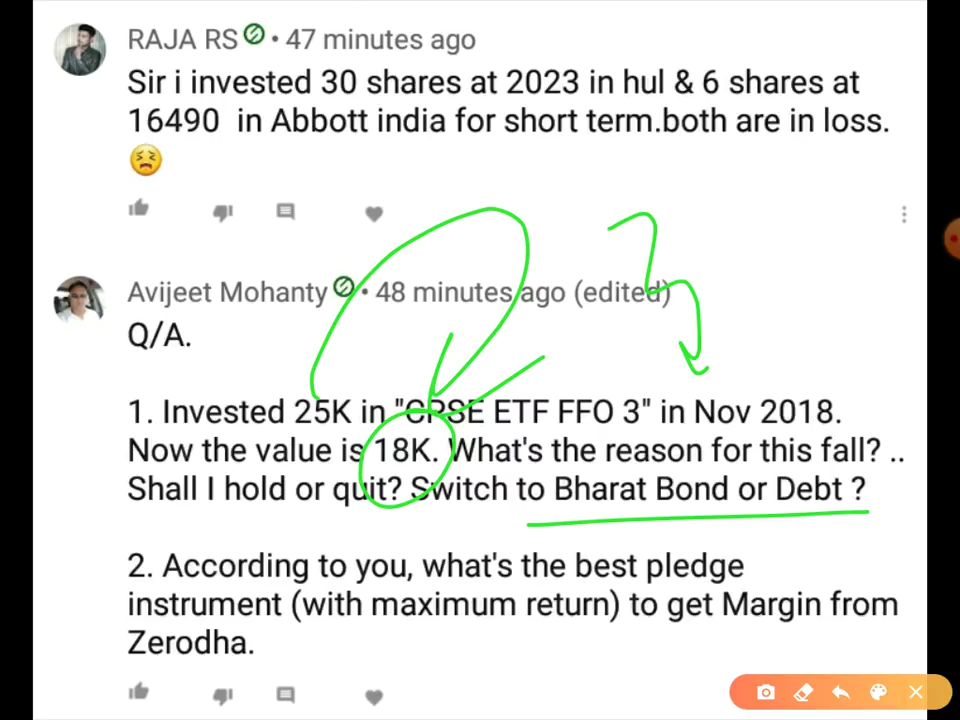 RAJA RS • 47 minutes ago
Sir i invested 30 shares at 2023 in hul & 6 shares at
16490 in Abbott india for short term.both are in loss.
😣
Avijeet Mohanty • 48 minutes ago (edited)
Q/A.
1. Invested 25K in "CPSE ETF FFO 3" in Nov 2018.
Now the value is 18K. What's the reason for this fall? ..
Shall I hold or quit? Switch to Bharat Bond or Debt ?
2. According to you, what's the best pledge
instrument (with maximum return) to get Margin from
Zerodha.